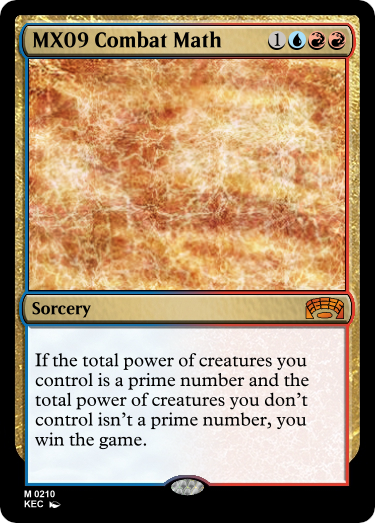 MX09 Combat Math 1
Sorcery
If the total power of creatures you
control is a prime number and the
total power of creatures you don't
control isn't a prime number, you
win the game.
M 0210
KEC